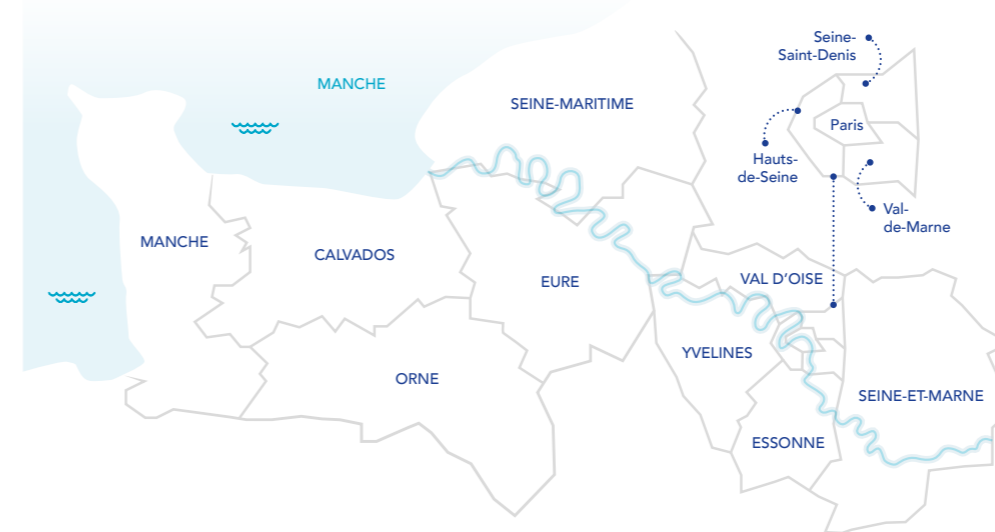 MANCHE
SEINE-MARITIME
Seine-
Saint-Denis
Paris
Hauts-
de-Seine
Val-
de-Marne
MANCHE
CALVADOS
EURE
VAL D'OISE
YVELINES
ORNE
SEINE-ET-MARNE
ESSONNE